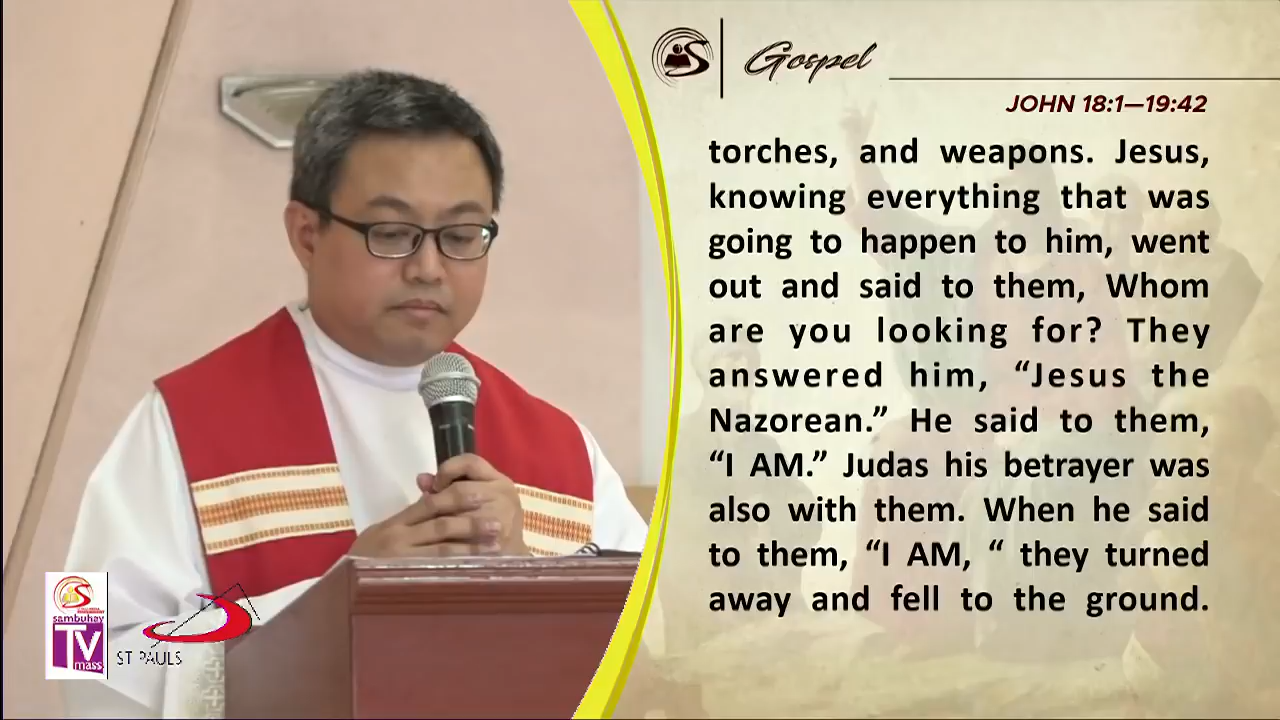 Gospel
JOHN 18:1—19:42
torches, and weapons. Jesus,
knowing everything that was
going to happen to him, went
out and said to them, Whom
are you looking for? They
answered him, “Jesus the
Nazorean.” He said to them,
“I AM.” Judas his betrayer was
also with them. When he said
to them, “I AM, “ they turned
away and fell to the ground.
sambuhay
TV
mass
ST PAULS